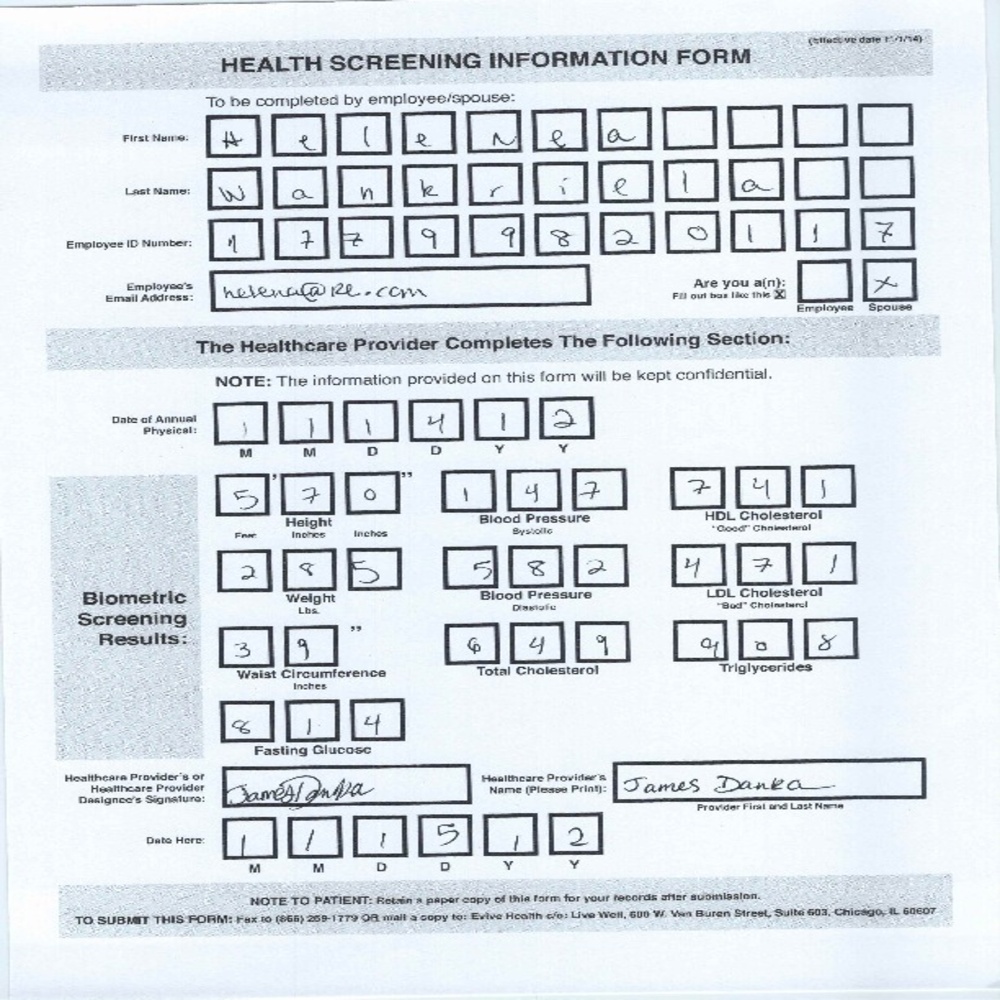 (Effective date 11/1/14)
HEALTH SCREENING INFORMATION FORM
To be completed by employee/spouse:
First Name: H e l e n e a
Last Name: W a n k r i e l a
Employee ID Number: 1 7 7 9 9 8 2 0 1 1 7
Employee's Email Address: helena@re.com
Are you a(n): Fill out box like this X
X
Employee Spouse
The Healthcare Provider Completes The Following Section:
NOTE: The information provided on this form will be kept confidential.
Date of Annual Physical: 1 1 1 4 1 2
M M D D Y Y
Biometric Screening Results:
5 ' 7 0 " 1 4 7 7 4 1
Height Blood Pressure HDL Cholesterol
Feet Inches Inches Systolic "Good" Cholesterol
2 8 5 5 8 2 4 7 1
Weight Blood Pressure LDL Cholesterol
Lbs. Diastolic "Bad" Cholesterol
3 9 " 6 4 9 9 0 8
Waist Circumference Total Cholesterol Triglycerides
Inches
8 1 4
Fasting Glucose
Healthcare Provider's or Healthcare Provider Designee's Signature: James Danka
Healthcare Provider's Name (Please Print): James Danka
Provider First and Last Name
Date Here: 1 1 1 5 1 2
M M D D Y Y
NOTE TO PATIENT: Retain a paper copy of this form for your records after submission.
TO SUBMIT THIS FORM: Fax to (866) 259-1779 OR mail a copy to: Evive Health c/o: Live Well, 600 W. Van Buren Street, Suite 603, Chicago, IL 60607